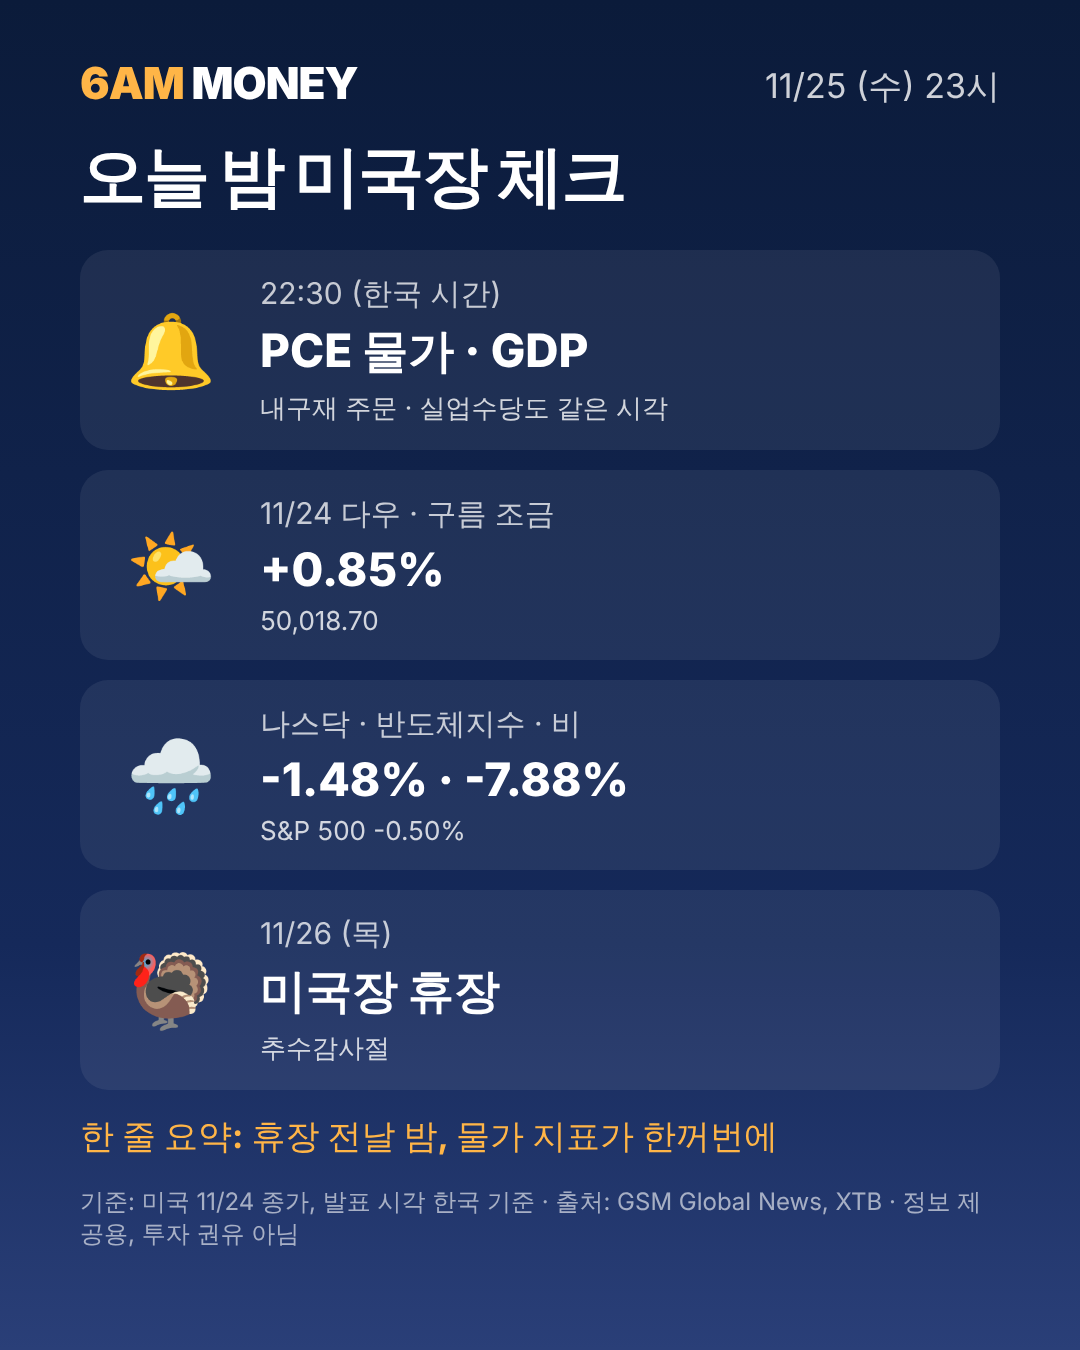 6AM MONEY
11/25 (수) 23시
오늘 밤 미국장 체크
22:30 (한국 시간)
PCE 물가 · GDP
내구재 주문 · 실업수당도 같은 시각
11/24 다우 · 구름 조금
+0.85%
50,018.70
나스닥 · 반도체지수 · 비
-1.48% · -7.88%
S&P 500 -0.50%
11/26 (목)
미국장 휴장
추수감사절
한 줄 요약: 휴장 전날 밤, 물가 지표가 한꺼번에
기준: 미국 11/24 종가, 발표 시각 한국 기준 · 출처: GSM Global News, XTB · 정보 제
공용, 투자 권유 아님